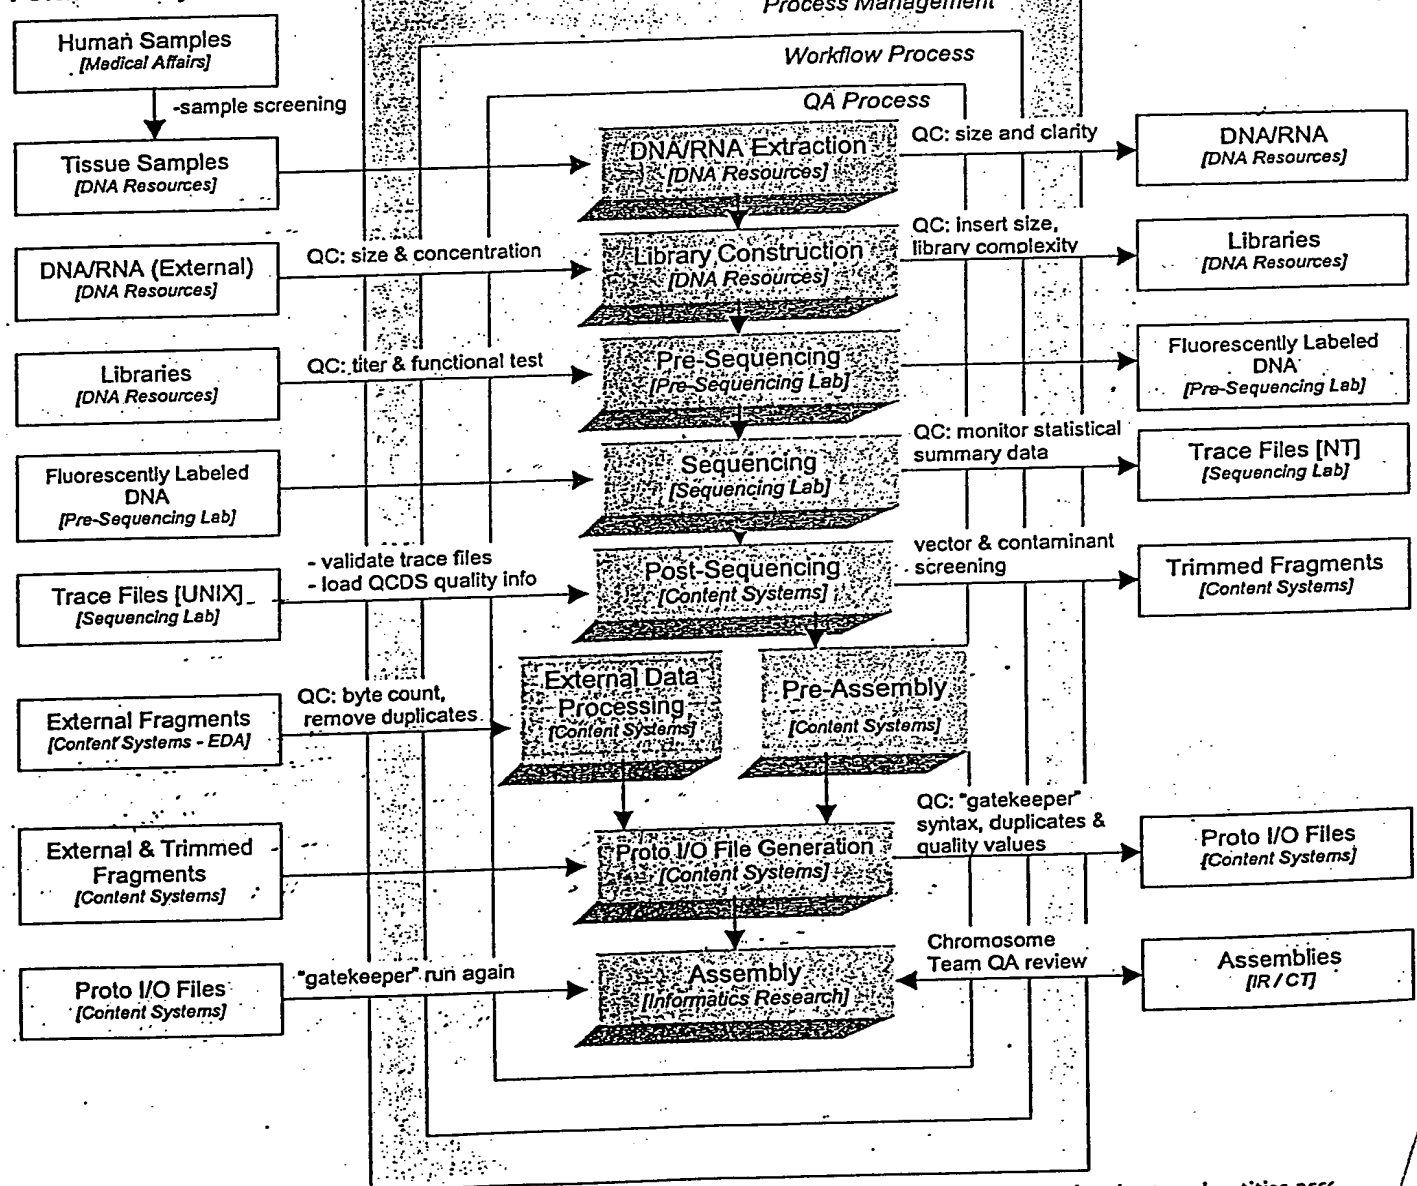 Process Management
Workflow Process
QA Process
Human Samples
[Medical Affairs]
-sample screening
Tissue Samples
[DNA Resources]
DNA/RNA Extraction
[DNA Resources]
QC: size and clarity
DNA/RNA
[DNA Resources]
DNA/RNA (External)
[DNA Resources]
QC: size & concentration
Library Construction
[DNA Resources]
QC: insert size,
library complexity
Libraries
[DNA Resources]
Libraries
[DNA Resources]
QC: titer & functional test
Pre-Sequencing
[Pre-Sequencing Lab]
Fluorescently Labeled
DNA
[Pre-Sequencing Lab]
Fluorescently Labeled
DNA
[Pre-Sequencing Lab]
Sequencing
[Sequencing Lab]
QC: monitor statistical
summary data
Trace Files [NT]
[Sequencing Lab]
Trace Files [UNIX]
[Sequencing Lab]
- validate trace files
- load QCDS quality info
Post-Sequencing
[Content Systems]
vector & contaminant
screening
Trimmed Fragments
[Content Systems]
External Fragments
[Content Systems - EDA]
QC: byte count,
remove duplicates
External Data
Processing
[Content Systems]
Pre-Assembly
[Content Systems]
External & Trimmed
Fragments
[Content Systems]
Proto I/O File Generation
[Content Systems]
QC: "gatekeeper"
syntax, duplicates &
quality values
Proto I/O Files
[Content Systems]
Proto I/O Files
[Content Systems]
"gatekeeper" run again
Assembly
[Informatics Research]
Chromosome
Team QA review
Assemblies
[IR / CT]